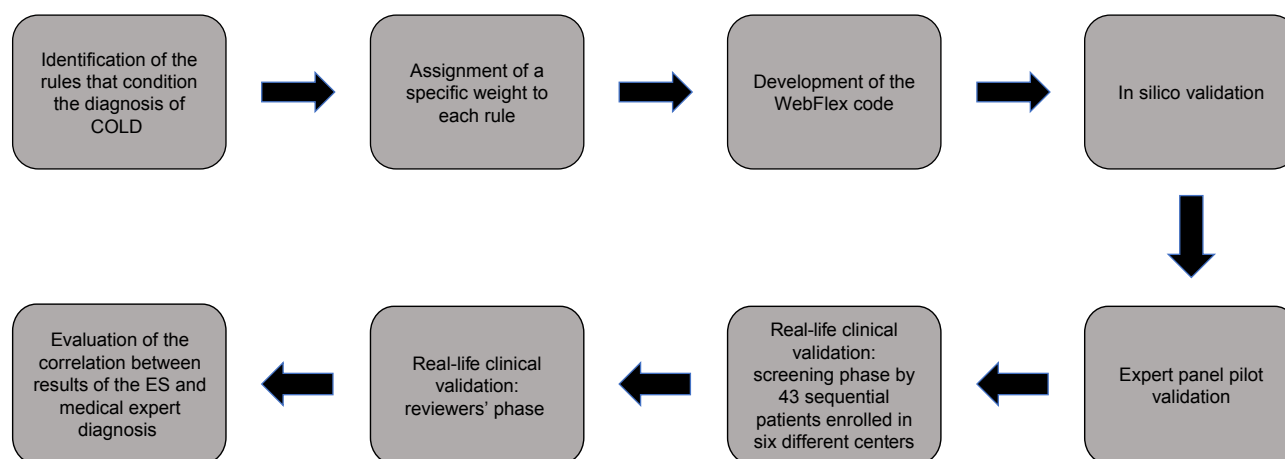 Identification of the
rules that condition
the diagnosis of
COLD
Assignment of a
specific weight to
each rule
Development of the
WebFlex code
In silico validation
Expert panel pilot
validation
Real-life clinical
validation:
screening phase by
43 sequential
patients enrolled in
six different centers
Real-life clinical
validation:
reviewers’ phase
Evaluation of the
correlation between
results of the ES and
medical expert
diagnosis